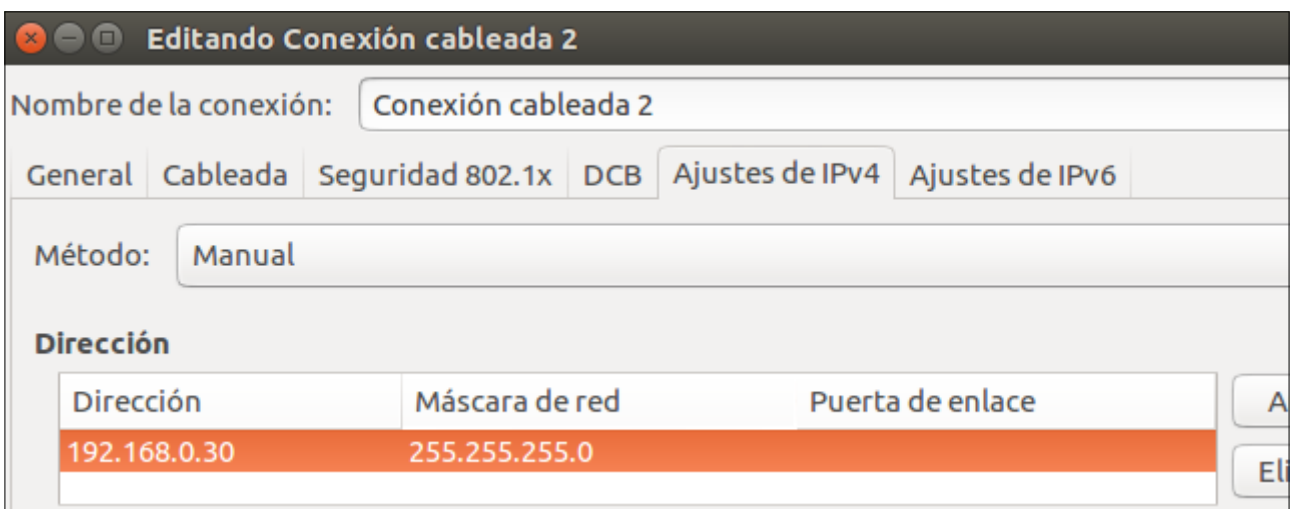 Editando Conexión cableada 2
Nombre de la conexión: Conexión cableada 2
General Cableada Seguridad 802.1x DCB Ajustes de IPv4 Ajustes de IPv6
Método: Manual
Dirección
Dirección Máscara de red Puerta de enlace
A
192.168.0.30 255.255.255.0
Eli